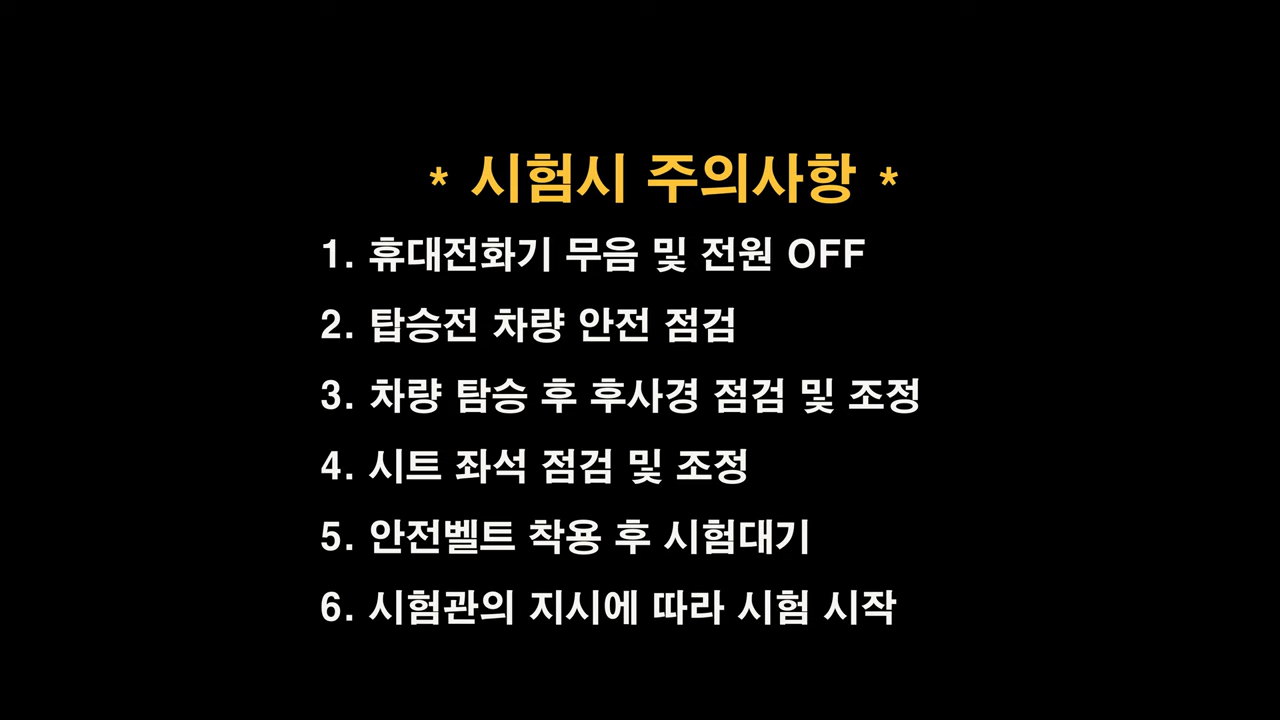 * 시험시 주의사항 *
1. 휴대전화기 무음 및 전원 OFF
2. 탑승전 차량 안전 점검
3. 차량 탐승 후 후사경 점검 및 조정
4. 시트 좌석 점검 및 조정
5. 안전벨트 착용 후 시험대기
6. 시험관의 지시에 따라 시험 시작